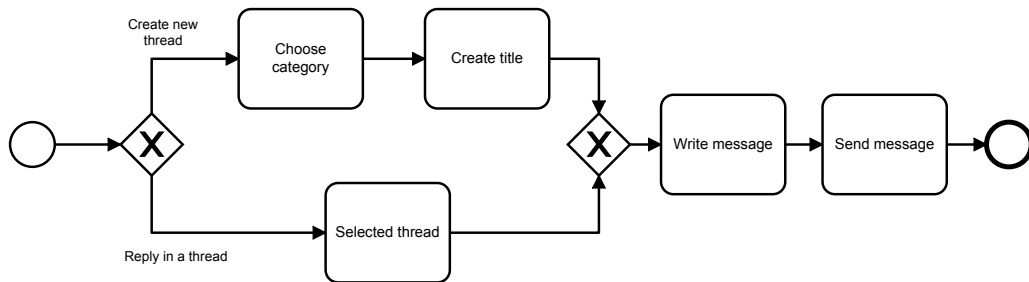 Create new
thread
Choose
category
Create title
Write message
Send message
Selected thread
Reply in a thread